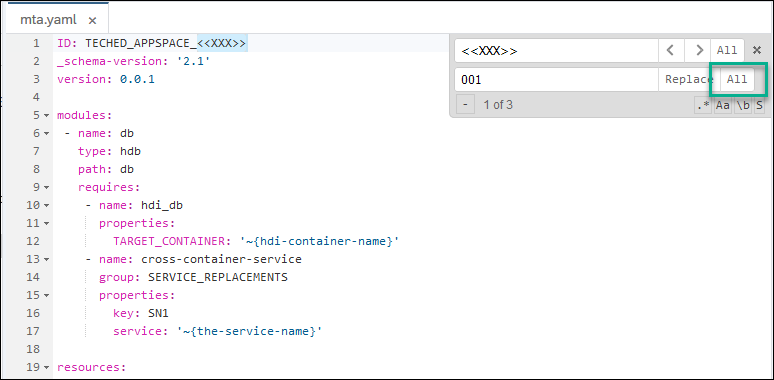 mta.yaml ×
1 ID: TECHED_APPSPACE_<<XXX>>
2 _schema-version: '2.1'
3 version: 0.0.1
4
5 modules:
6 - name: db
7 type: hdb
8 path: db
9 requires:
10 - name: hdi_db
11 properties:
12 TARGET_CONTAINER: '~{hdi-container-name}'
13 - name: cross-container-service
14 group: SERVICE_REPLACEMENTS
15 properties:
16 key: SN1
17 service: '~{the-service-name}'
18
19 resources:
<<XXX>> < > All ×
001 Replace All
- 1 of 3 .* Aa \b S